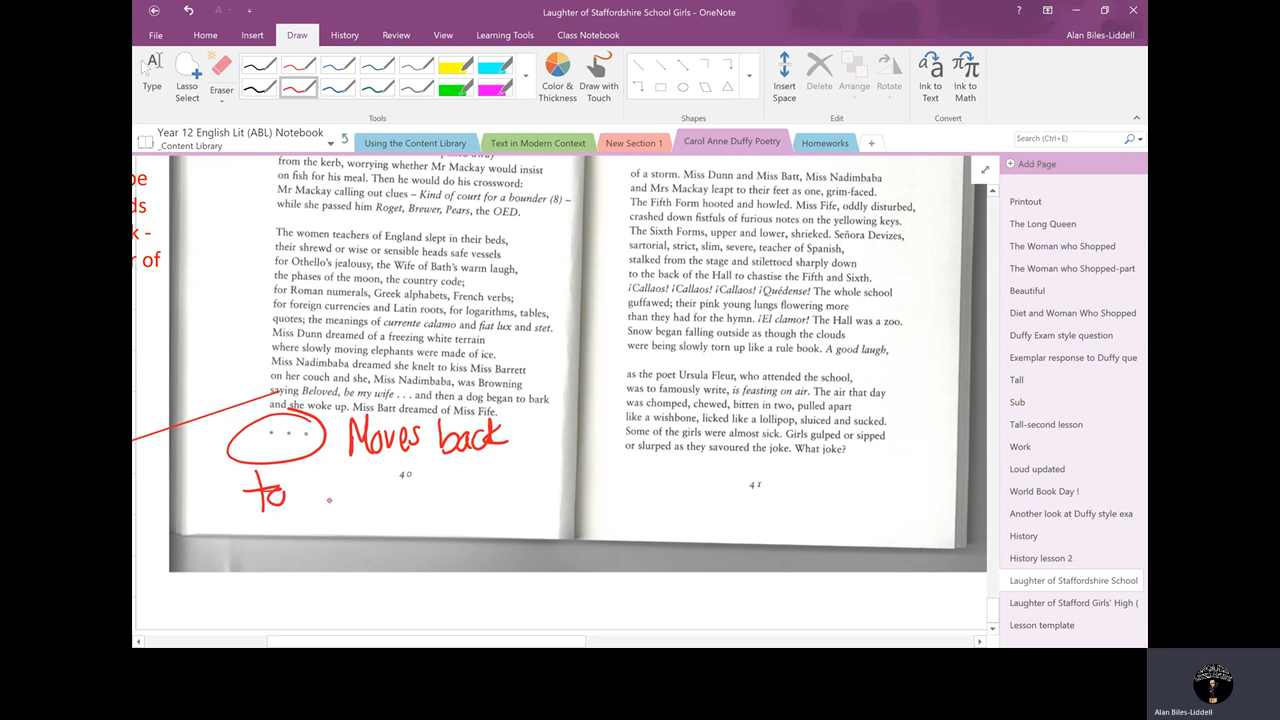 Laughter of Staffordshire School Girls - OneNote
?
File
Home
Insert
Draw
History
Review
View
Learning Tools
Class Notebook
Alan Biles-Liddell
Type
Lasso
Select
Eraser
Color &
Thickness
Draw with
Touch
Insert
Space
Delete
Arrange
Rotate
Ink to
Text
Ink to
Math
Tools
Shapes
Edit
Convert
Year 12 English Lit (ABL) Notebook
_Content Library
Using the Content Library
Text in Modern Context
New Section 1
Carol Anne Duffy Poetry
Homeworks
Search (Ctrl+E)
be
ds
k -
r of
from the kerb, worrying whether Mr Mackay would insist
on fish for his meal. Then he would do his crossword:
Mr Mackay calling out clues – Kind of court for a bounder (8) –
while she passed him Roget, Brewer, Pears, the OED.
The women teachers of England slept in their beds,
their shrewd or wise or sensible heads safe vessels
for Othello's jealousy, the Wife of Bath's warm laugh,
the phases of the moon, the country code;
for Roman numerals, Greek alphabets, French verbs;
for foreign currencies and Latin roots, for logarithms, tables,
quotes; the meanings of currente calamo and fiat lux and stet.
Miss Dunn dreamed of a freezing white terrain
where slowly moving elephants were made of ice.
Miss Nadimbaba dreamed she knelt to kiss Miss Barrett
on her couch and she, Miss Nadimbaba, was Browning
saying Beloved, be my wife . . . and then a dog began to bark
and she woke up. Miss Batt dreamed of Miss Fife.
. . .
Moves back
to
40
of a storm. Miss Dunn and Miss Batt, Miss Nadimbaba
and Mrs Mackay leapt to their feet as one, grim-faced.
The Fifth Form hooted and howled. Miss Fife, oddly disturbed,
crashed down fistfuls of furious notes on the yellowing keys.
The Sixth Forms, upper and lower, shrieked. Señora Devizes,
sartorial, strict, slim, severe, teacher of Spanish,
stalked from the stage and stilettoed sharply down
to the back of the Hall to chastise the Fifth and Sixth.
¡Callaos! ¡Callaos! ¡Callaos! ¡Quédense! The whole school
guffawed; their pink young lungs flowering more
than they had for the hymn. ¡El clamor! The Hall was a zoo.
Snow began falling outside as though the clouds
were being slowly torn up like a rule book. A good laugh,
as the poet Ursula Fleur, who attended the school,
was to famously write, is feasting on air. The air that day
was chomped, chewed, bitten in two, pulled apart
like a wishbone, licked like a lollipop, sluiced and sucked.
Some of the girls were almost sick. Girls gulped or sipped
or slurped as they savoured the joke. What joke?
41
Add Page
Printout
The Long Queen
The Woman who Shopped
The Woman who Shopped-part
Beautiful
Diet and Woman Who Shopped
Duffy Exam style question
Exemplar response to Duffy que
Tall
Sub
Tall-second lesson
Work
Loud updated
World Book Day !
Another look at Duffy style exa
History
History lesson 2
Laughter of Staffordshire School
Laughter of Stafford Girls' High (
Lesson template
Alan Biles-Liddell